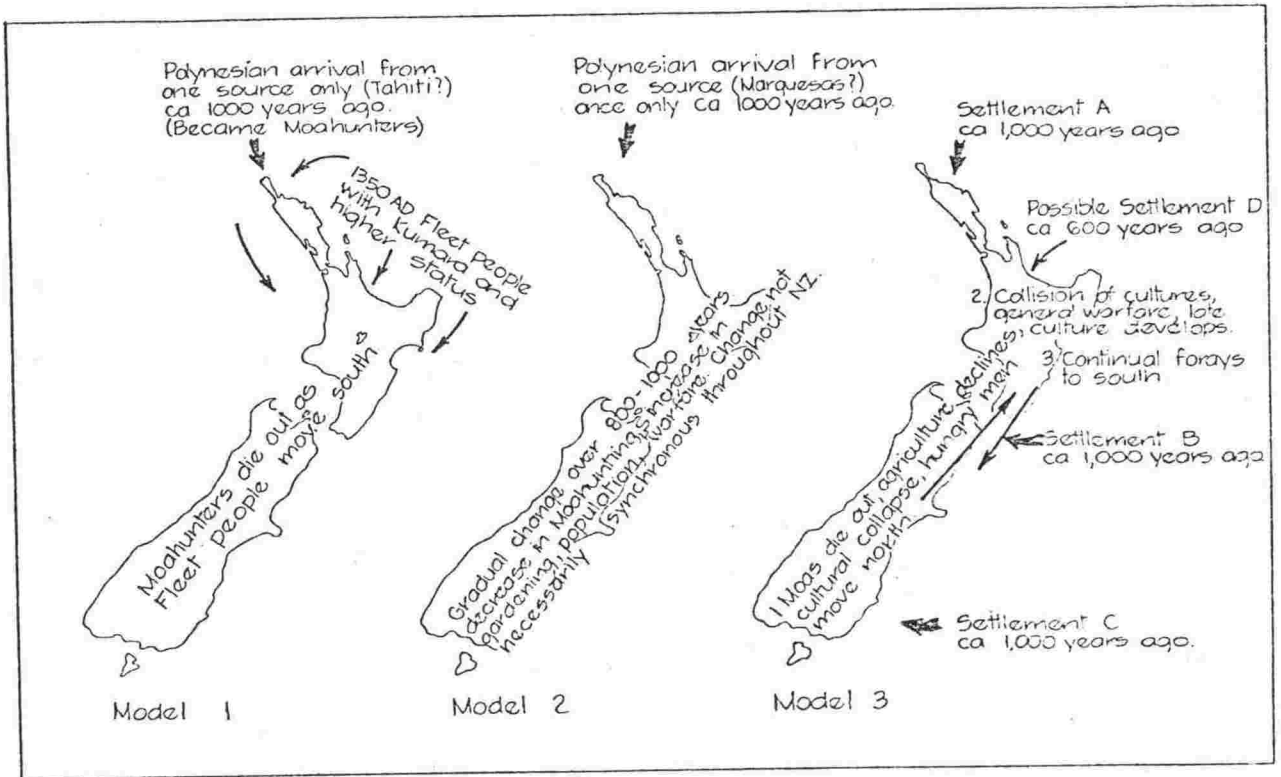 Polynesian arrival from
one source only (Tahiti?)
ca 1000 years ago.
(Became Moahunters)
1350 AD Fleet people
with Kumara and
higher
status
Moahunters die out as
Fleet people move south
Model 1
Polynesian arrival from
one source (Marquesas?)
once only ca 1000 years ago.
Gradual change over 800-1000 years
decrease in Moahunting, increase in
gardening, population, warfare. Change not
necessarily synchronous throughout NZ.
Model 2
Settlement A
ca 1,000 years ago
Possible Settlement D
ca 600 years ago
2. Collision of cultures,
general warfare, late
culture develops.
3. Continual forays
to south
Settlement B
ca 1,000 years ago
1 Moas die out, agriculture declines,
cultural collapse, hungry men
move north.
Settlement C
ca 1,000 years ago.
Model 3